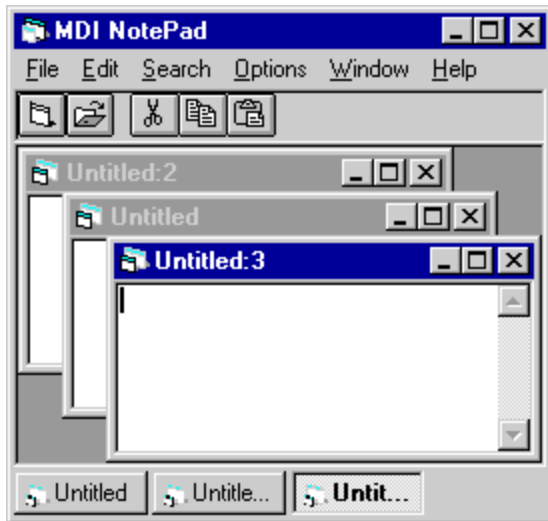 MDI NotePad
File Edit Search Options Window Help
Untitled:2
Untitled
Untitled:3
Untitled Untitle... Untit...